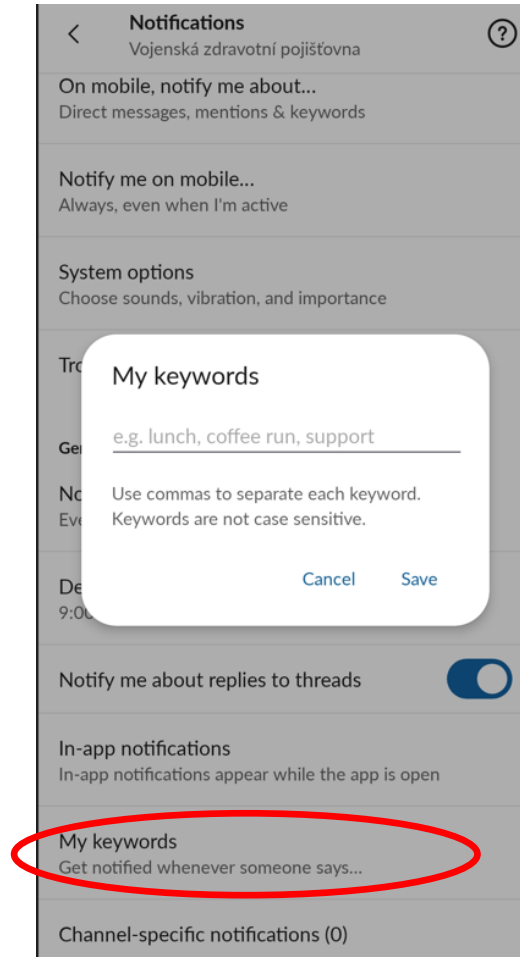 Notifications
Vojenská zdravotní pojišťovna
On mobile, notify me about...
Direct messages, mentions & keywords
Notify me on mobile...
Always, even when I'm active
System options
Choose sounds, vibration, and importance
My keywords
e.g. lunch, coffee run, support
Use commas to separate each keyword.
Keywords are not case sensitive.
Cancel Save
9:00
Notify me about replies to threads
In-app notifications
In-app notifications appear while the app is open
My keywords
Get notified whenever someone says...
Channel-specific notifications (0)